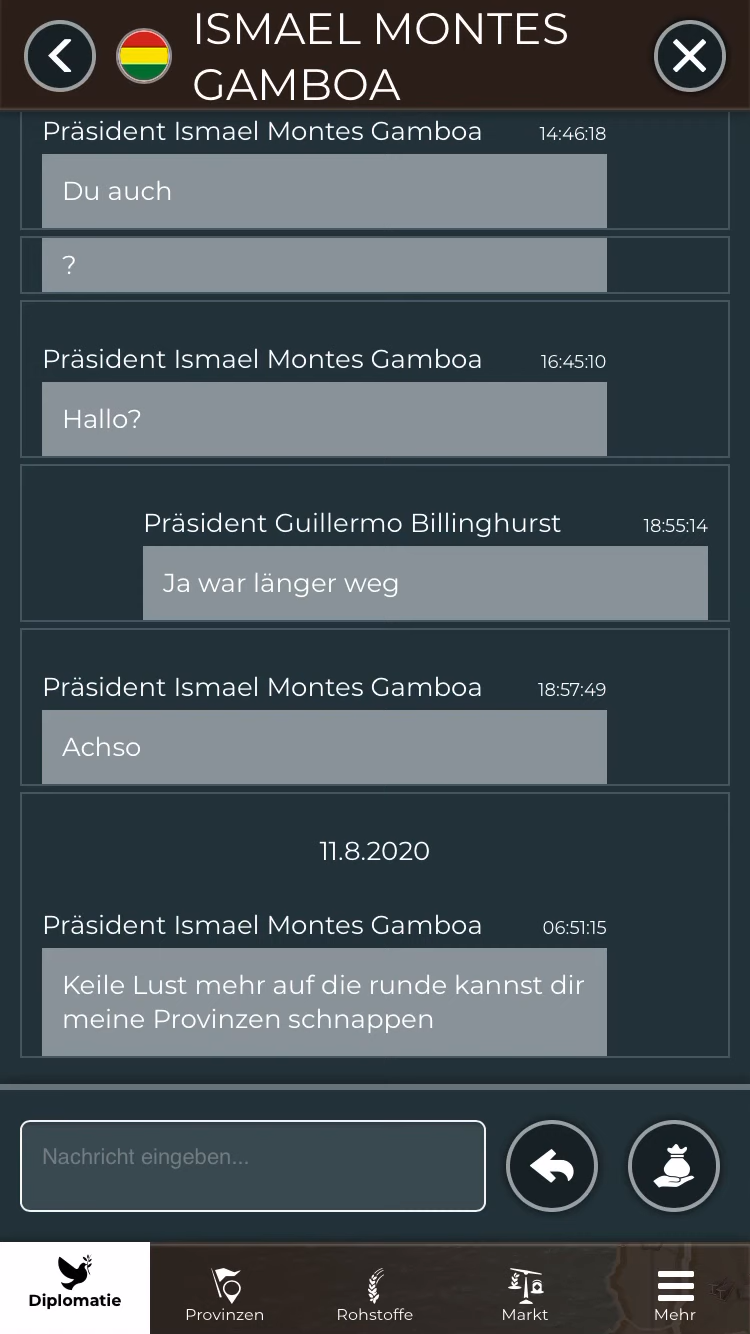 ISMAEL MONTES
GAMBOA
Präsident Ismael Montes Gamboa 14:46:18
Du auch
?
Präsident Ismael Montes Gamboa 16:45:10
Hallo?
Präsident Guillermo Billinghurst 18:55:14
Ja war länger weg
Präsident Ismael Montes Gamboa 18:57:49
Achso
11.8.2020
Präsident Ismael Montes Gamboa 06:51:15
Keile Lust mehr auf die runde kannst dir
meine Provinzen schnappen
Nachricht eingeben...
Diplomatie Provinzen Rohstoffe Markt Mehr